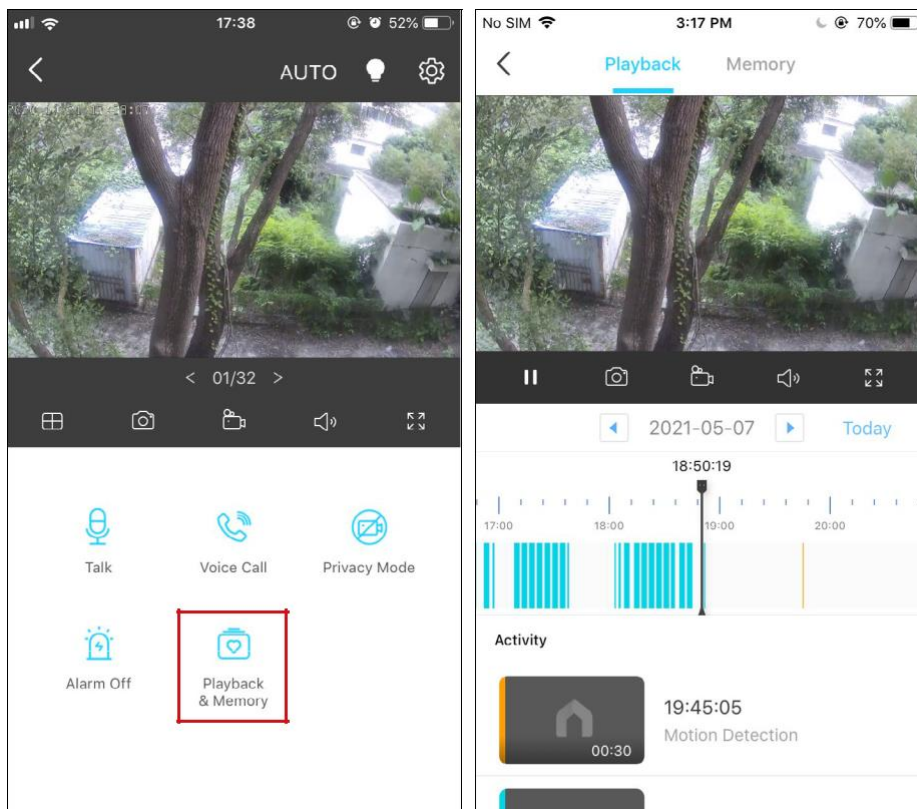 17:38
52%
AUTO
< 01/32 >
Talk
Voice Call
Privacy Mode
Alarm Off
Playback
& Memory
No SIM
3:17 PM
70%
Playback
Memory
2021-05-07
Today
18:50:19
17:00
18:00
19:00
20:00
Activity
19:45:05
00:30
Motion Detection